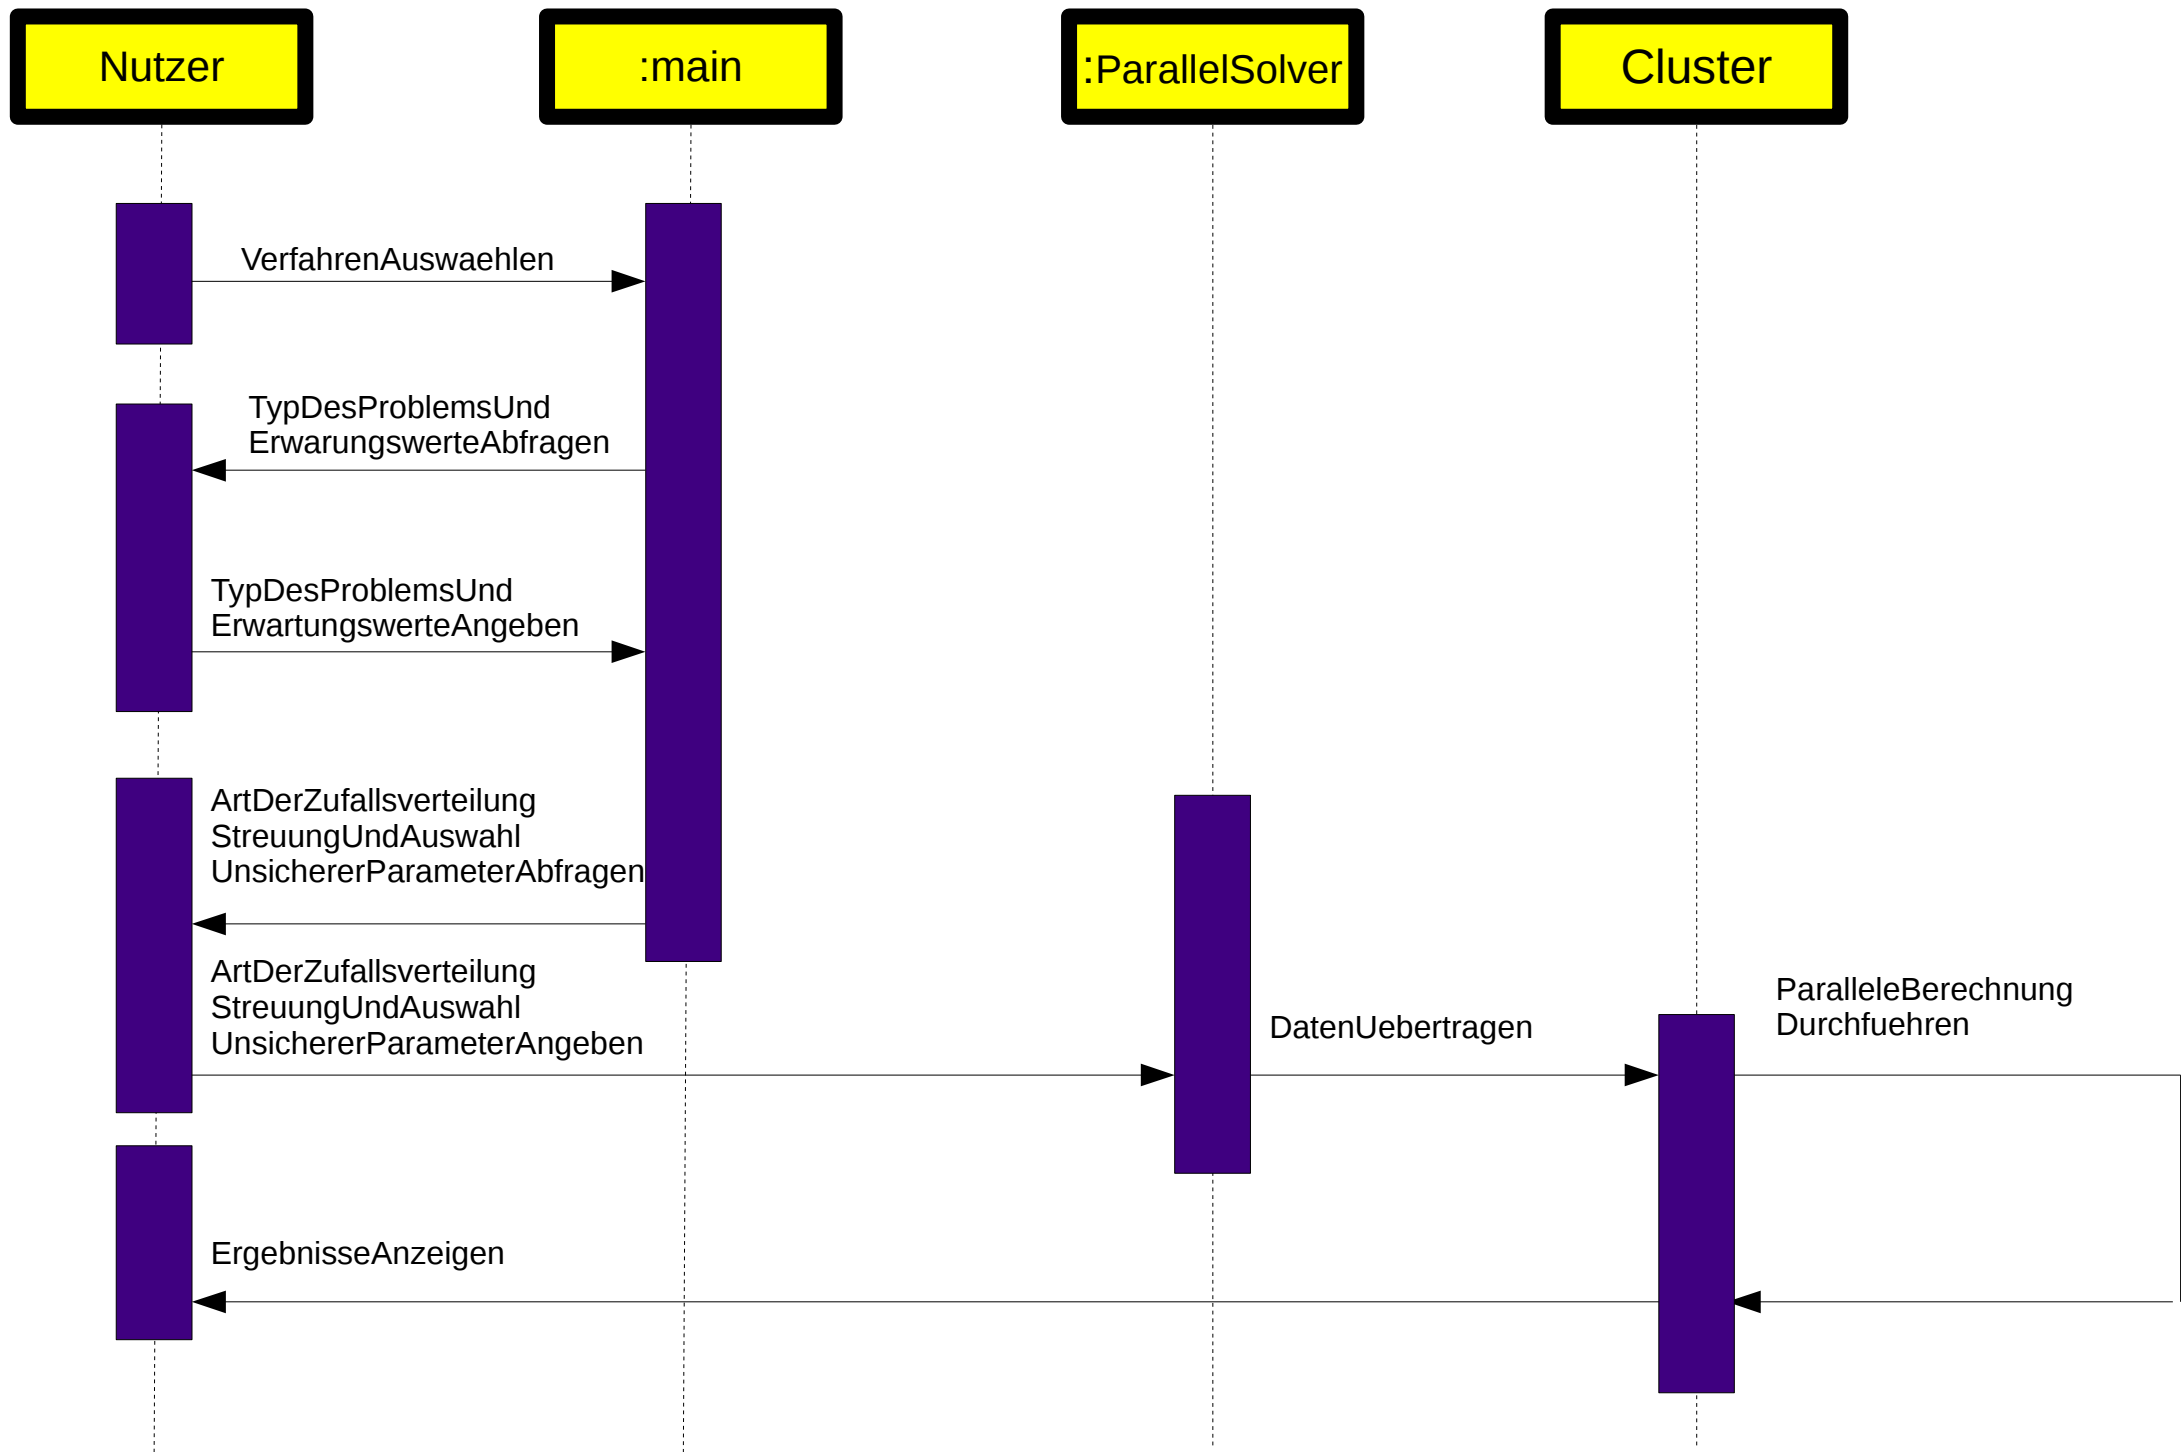 Nutzer
:main
:ParallelSolver
Cluster
VerfahrenAuswaehlen
TypDesProblemsUnd
ErwarungswerteAbfragen
TypDesProblemsUnd
ErwartungswerteAngeben
ArtDerZufallsverteilung
StreuungUndAuswahl
UnsichererParameterAbfragen
ArtDerZufallsverteilung
StreuungUndAuswahl
UnsichererParameterAngeben
DatenUebertragen
ParalleleBerechnung
Durchfuehren
ErgebnisseAnzeigen